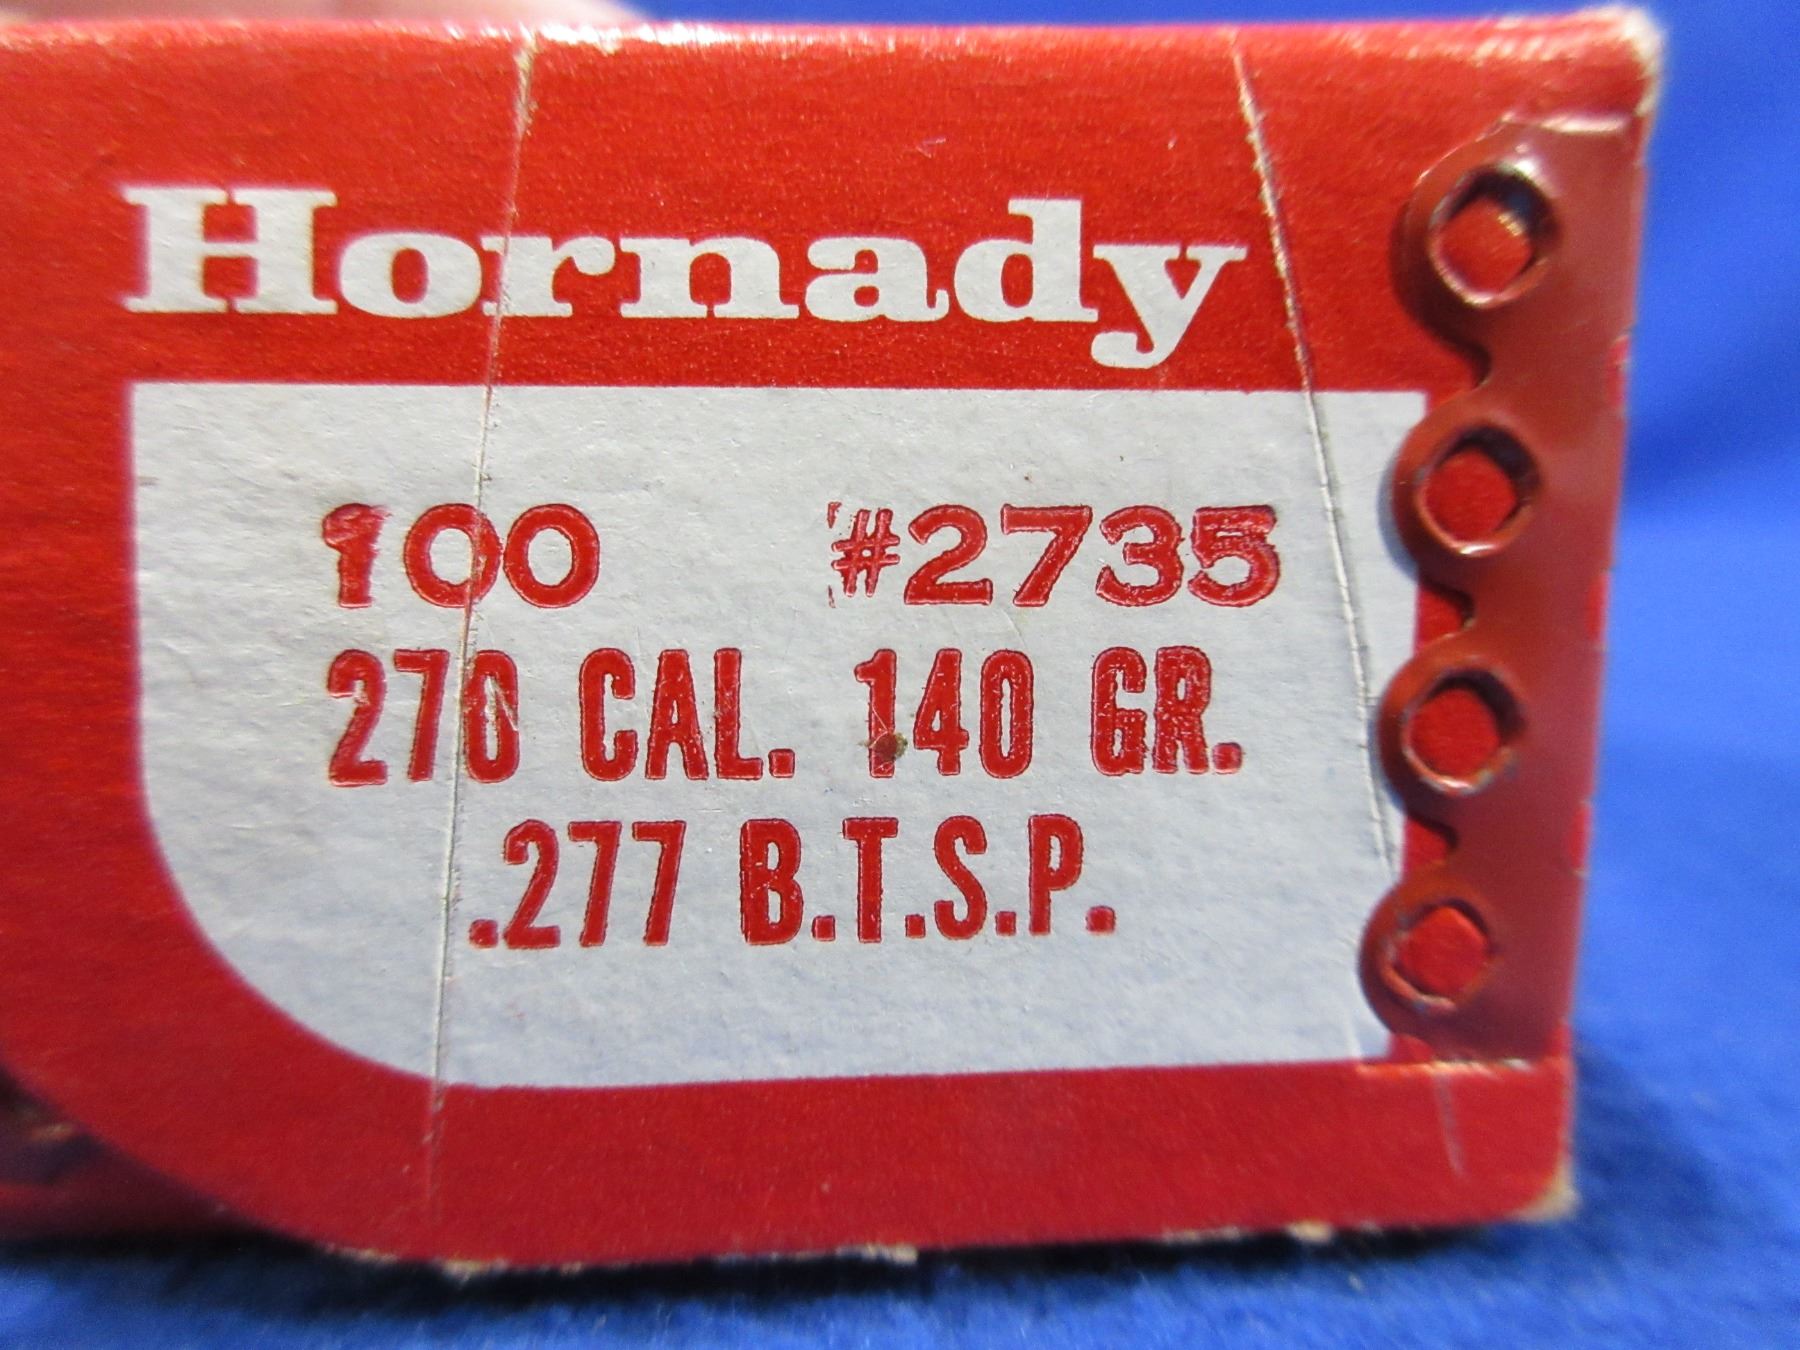 Hornady
100 #2735
270 CAL. 140 GR.
.277 B.T.S.P.